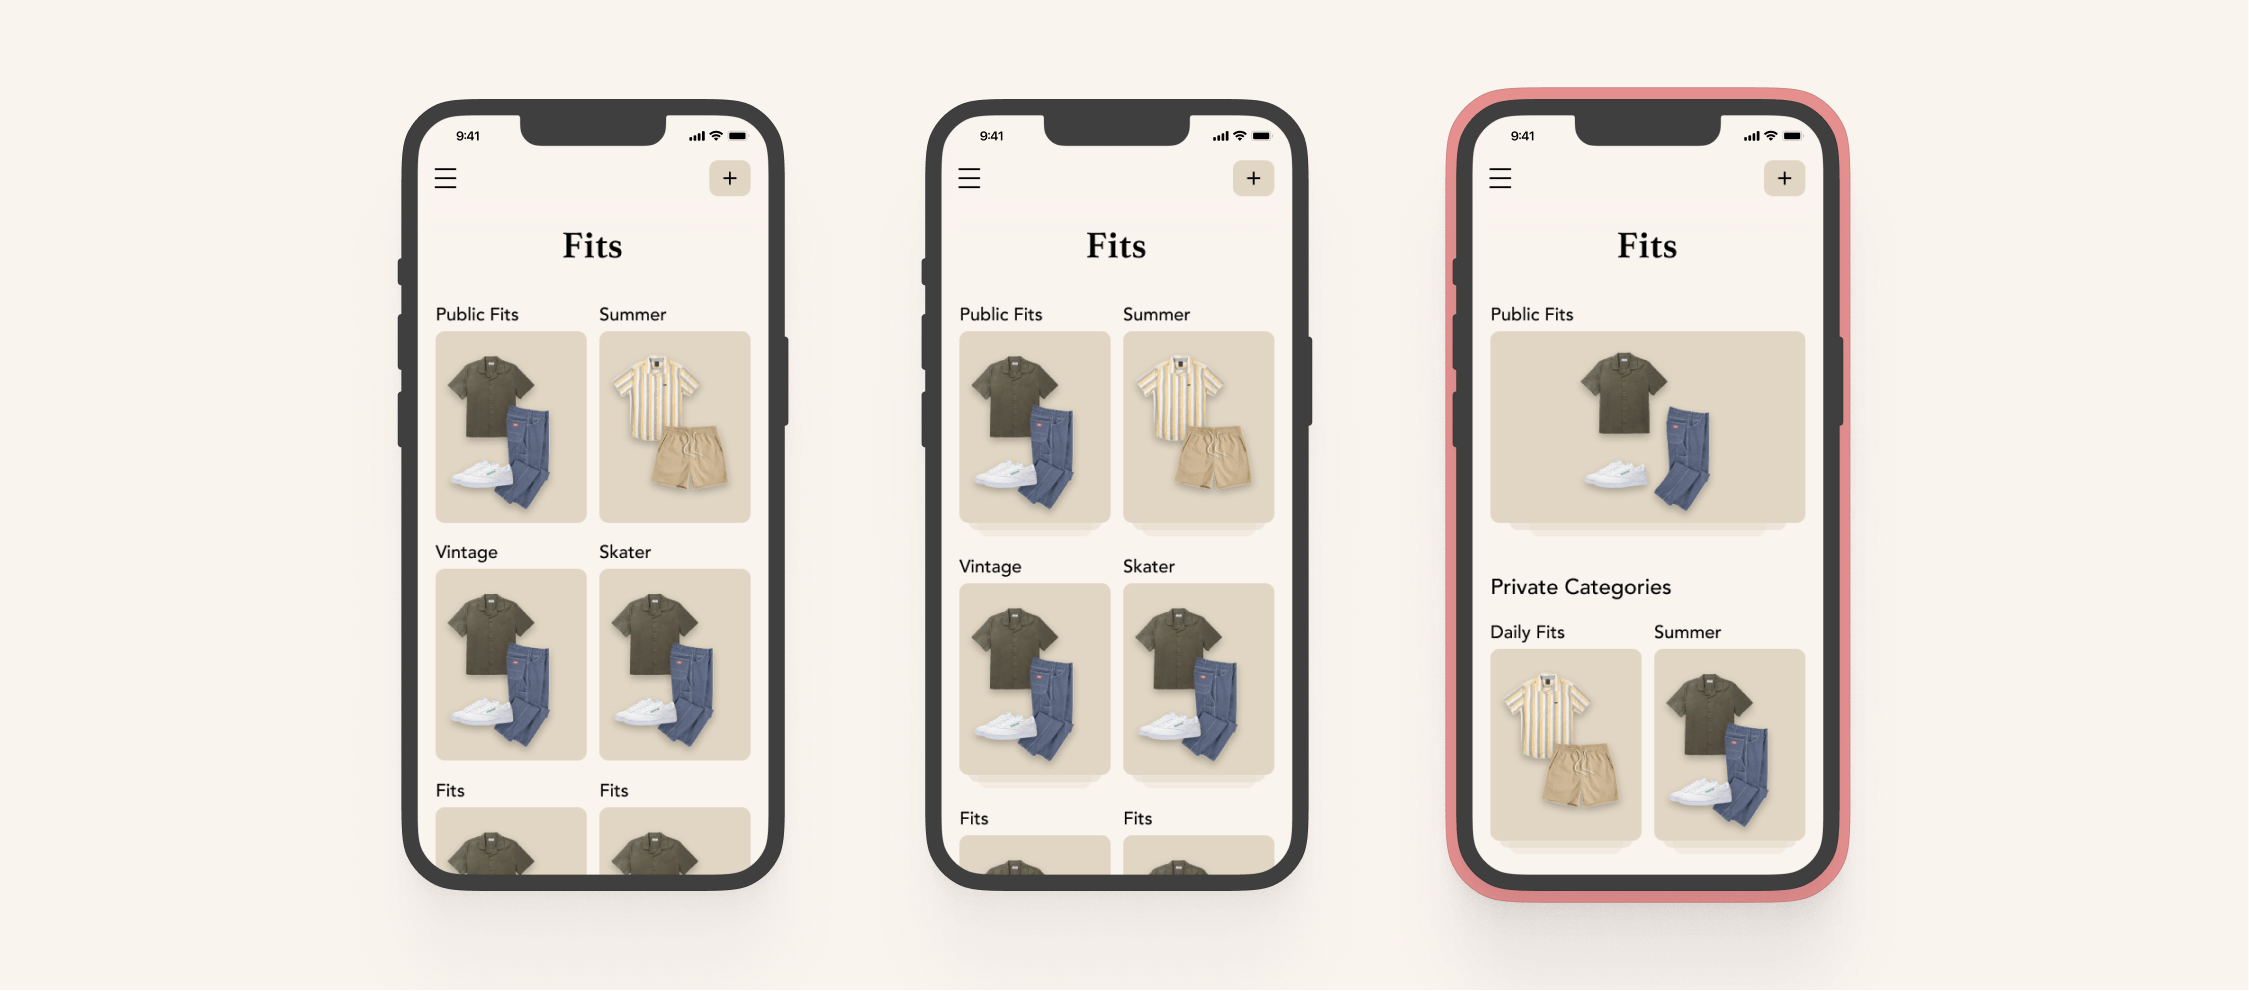 9:41
Fits
Public Fits Summer
Vintage Skater
Fits Fits
9:41
Fits
Public Fits Summer
Vintage Skater
Fits Fits
9:41
Fits
Public Fits
Private Categories
Daily Fits Summer